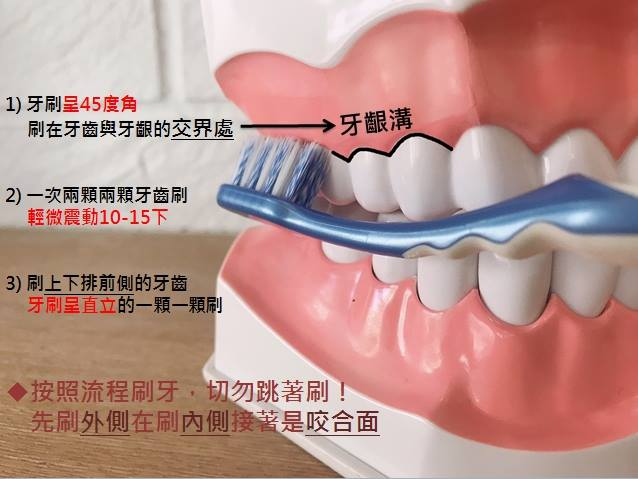 1) 牙刷呈45度角
刷在牙齒與牙齦的交界處
牙齦溝
2) 一次兩顆兩顆牙齒刷
輕微震動10-15下
3) 刷上下排前側的牙齒
牙刷呈直立的一顆一顆刷
◆按照流程刷牙，切勿跳著刷！
先刷外側在刷內側接著是咬合面